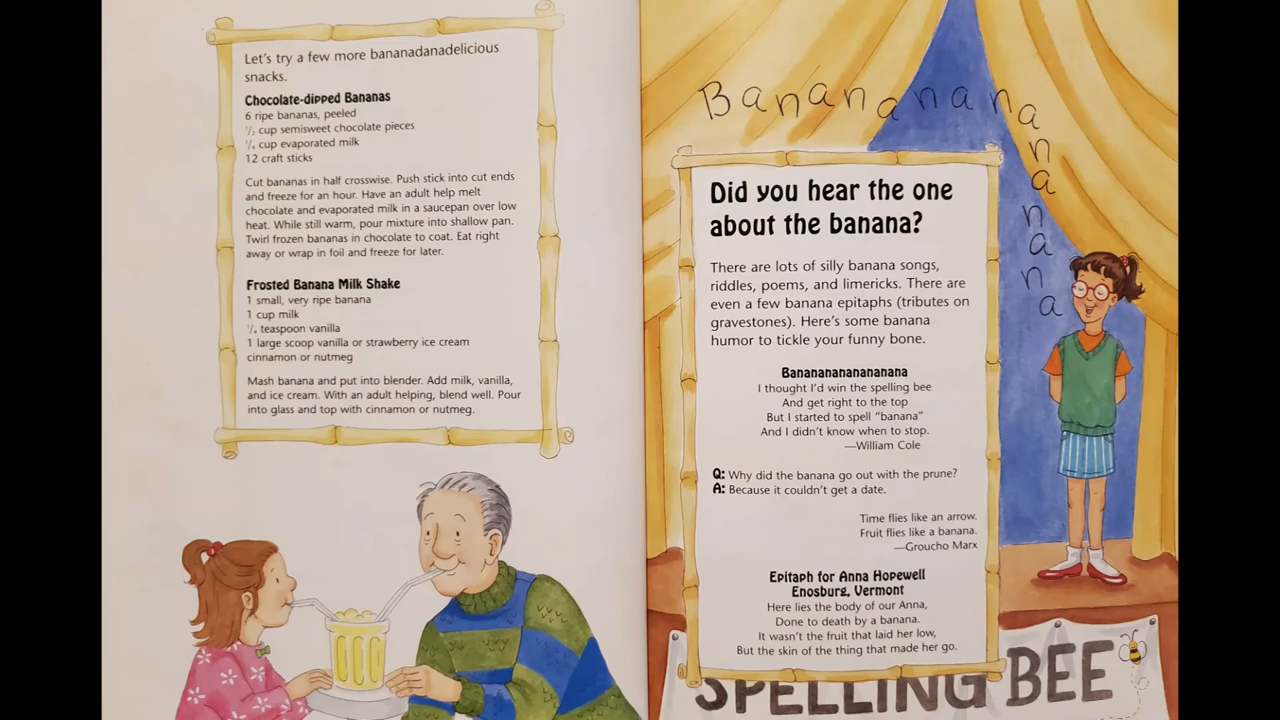 Let's try a few more bananadanadelicious
snacks.
Chocolate-dipped Bananas
6 ripe bananas, peeled
1/2 cup semisweet chocolate pieces
1/4 cup evaporated milk
12 craft sticks
Cut bananas in half crosswise. Push stick into cut ends
and freeze for an hour. Have an adult help melt
chocolate and evaporated milk in a saucepan over low
heat. While still warm, pour mixture into shallow pan.
Twirl frozen bananas in chocolate to coat. Eat right
away or wrap in foil and freeze for later.
Frosted Banana Milk Shake
1 small, very ripe banana
1 cup milk
1/4 teaspoon vanilla
1 large scoop vanilla or strawberry ice cream
cinnamon or nutmeg
Mash banana and put into blender. Add milk, vanilla,
and ice cream. With an adult helping, blend well. Pour
into glass and top with cinnamon or nutmeg.
Banananananananana
Did you hear the one
about the banana?
There are lots of silly banana songs,
riddles, poems, and limericks. There are
even a few banana epitaphs (tributes on
gravestones). Here's some banana
humor to tickle your funny bone.
Banananananananana
I thought I'd win the spelling bee
And get right to the top
But I started to spell "banana"
And I didn't know when to stop.
—William Cole
Q: Why did the banana go out with the prune?
A: Because it couldn't get a date.
Time flies like an arrow.
Fruit flies like a banana.
—Groucho Marx
Epitaph for Anna Hopewell
Enosburg, Vermont
Here lies the body of our Anna,
Done to death by a banana.
It wasn't the fruit that laid her low,
But the skin of the thing that made her go.
SPELLING BEE